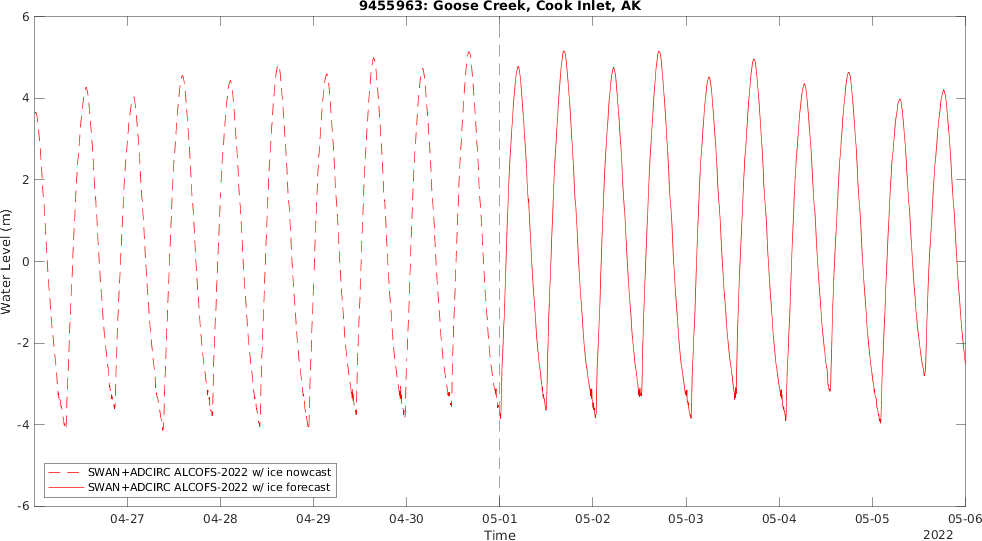 9455963: Goose Creek, Cook Inlet, AK
6
4
2
0
-2
-4
-6
Water Level (m)
SWAN+ADCIRC ALCOFS-2022 w/ ice nowcast
SWAN+ADCIRC ALCOFS-2022 w/ ice forecast
04-27 04-28 04-29 04-30 05-01 05-02 05-03 05-04 05-05 05-06
Time
2022